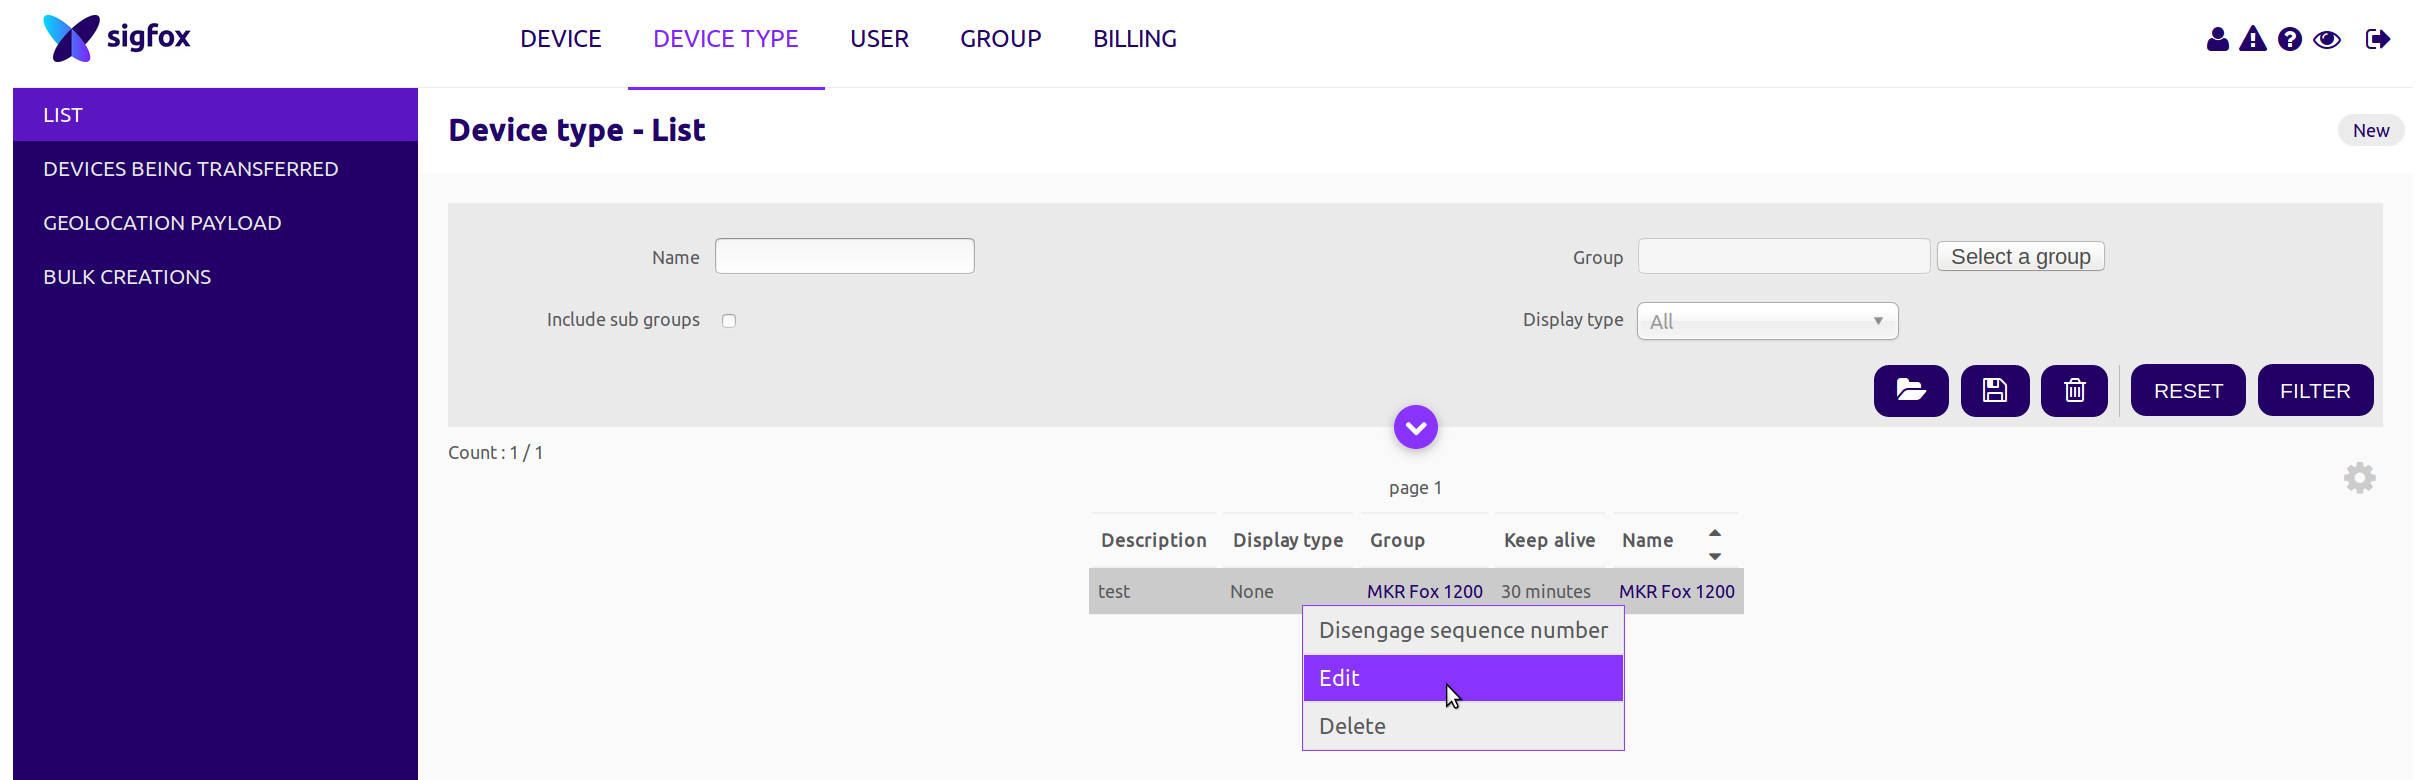 sigfox
DEVICE DEVICE TYPE USER GROUP BILLING
LIST
DEVICES BEING TRANSFERRED
GEOLOCATION PAYLOAD
BULK CREATIONS
Device type - List
New
Name
Group
Select a group
Include sub groups
Display type
All
RESET
FILTER
Count : 1 / 1
page 1
Description Display type Group Keep alive Name
test None MKR Fox 1200 30 minutes MKR Fox 1200
Disengage sequence number
Edit
Delete